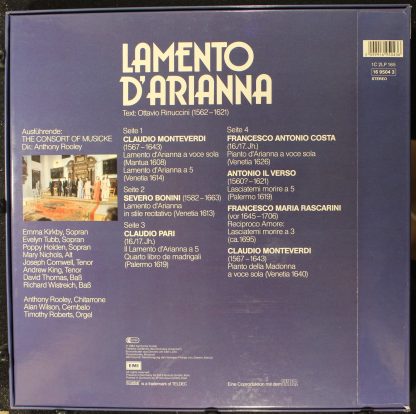 LAMENTO
D'ARIANNA
Text: Ottavio Rinuccini (1562–1621)
1C 2LP 165
16 9504 3
STEREO
Ausführende:
THE CONSORT OF MUSICKE
Dir. Anthony Rooley
Emma Kirkby, Sopran
Evelyn Tubb, Sopran
Poppy Holden, Sopran
Mary Nichols, Alt
Joseph Cornwell, Tenor
Andrew King, Tenor
David Thomas, Baß
Richard Wistreich, Baß
Anthony Rooley, Chitarrone
Alan Wilson, Cembalo
Timothy Roberts, Orgel
Seite 1
CLAUDIO MONTEVERDI
(1567–1643)
Lamento d'Arianna a voce sola
(Mantua 1608)
Lamento d'Arianna a 5
(Venetia 1614)
Seite 2
SEVERO BONINI (1582–1663)
Lamento d'Arianna
in stile recitativo (Venetia 1613)
Seite 3
CLAUDIO PARI
(16./17.Jh.)
Il Lamento d'Arianna a 5
Quarto libro de madrigali
(Palermo 1619)
Seite 4
FRANCESCO ANTONIO COSTA
(16./17. Jh.)
Pianto d'Arianna a voce sola
(Venetia 1626)
ANTONIO IL VERSO
(1560?–1621)
Lasciatemi morire a 5
(Palermo 1619)
FRANCESCO MARIA RASCARINI
(vor 1645–1706)
Reciproco Amore:
Lasciatemi morire a 3
(ca. 1695)
CLAUDIO MONTEVERDI
(1567–1643)
Pianto della Madonna
a voce sola (Venetia 1640)
EMI
is a trademark of TELDEC
Eine Coproduktion mit dem